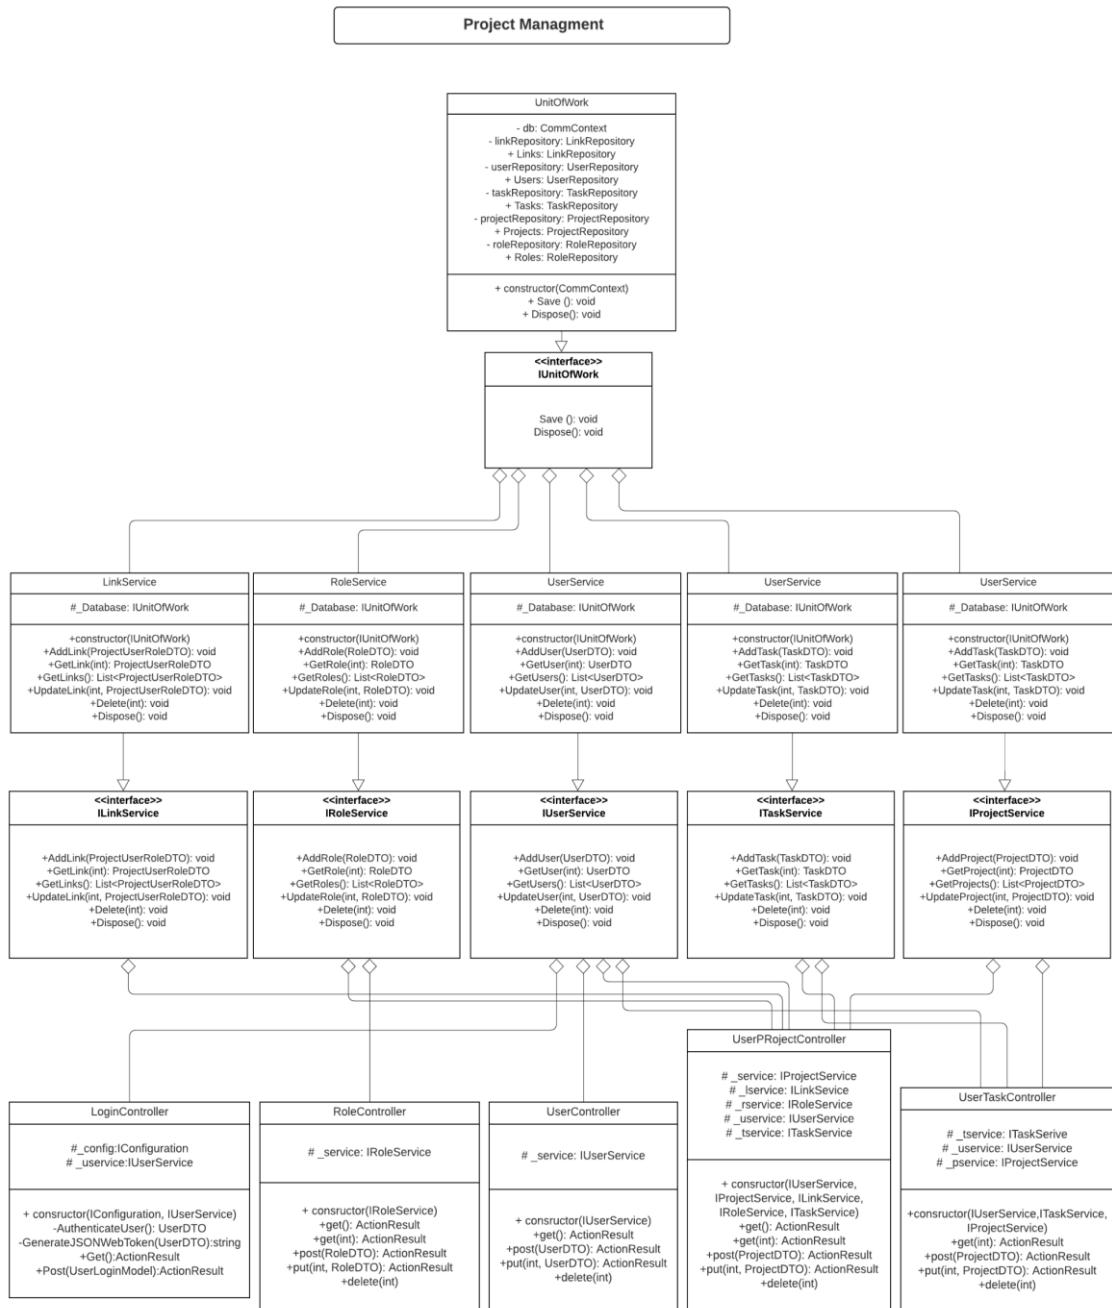 Project Managment
UnitOfWork
- db: CommContext
- linkRepository: LinkRepository
+ Links: LinkRepository
- userRepository: UserRepository
+ Users: UserRepository
- taskRepository: TaskRepository
+ Tasks: TaskRepository
- projectRepository: ProjectRepository
+ Projects: ProjectRepository
- roleRepository: RoleRepository
+ Roles: RoleRepository
+ constructor(CommContext)
+ Save (): void
+ Dispose(): void
<<interface>>
IUnitOfWork
Save (): void
Dispose(): void
LinkService
#_Database: IUnitOfWork
+constructor(IUnitOfWork)
+AddLink(ProjectUserRoleDTO): void
+GetLink(int): ProjectUserRoleDTO
+GetLinks(): List<ProjectUserRoleDTO>
+UpdateLink(int, ProjectUserRoleDTO): void
+Delete(int): void
+Dispose(): void
RoleService
#_Database: IUnitOfWork
+constructor(IUnitOfWork)
+AddRole(RoleDTO): void
+GetRole(int): RoleDTO
+GetRoles(): List<RoleDTO>
+UpdateRole(int, RoleDTO): void
+Delete(int): void
+Dispose(): void
UserService
#_Database: IUnitOfWork
+constructor(IUnitOfWork)
+AddUser(UserDTO): void
+GetUser(int): UserDTO
+GetUsers(): List<UserDTO>
+UpdateUser(int, UserDTO): void
+Delete(int): void
+Dispose(): void
UserService
#_Database: IUnitOfWork
+constructor(IUnitOfWork)
+AddTask(TaskDTO): void
+GetTask(int): TaskDTO
+GetTasks(): List<TaskDTO>
+UpdateTask(int, TaskDTO): void
+Delete(int): void
+Dispose(): void
UserService
#_Database: IUnitOfWork
+constructor(IUnitOfWork)
+AddTask(TaskDTO): void
+GetTask(int): TaskDTO
+GetTasks(): List<TaskDTO>
+UpdateTask(int, TaskDTO): void
+Delete(int): void
+Dispose(): void
<<interface>>
ILinkService
+AddLink(ProjectUserRoleDTO): void
+GetLink(int): ProjectUserRoleDTO
+GetLinks(): List<ProjectUserRoleDTO>
+UpdateLink(int, ProjectUserRoleDTO): void
+Delete(int): void
+Dispose(): void
<<interface>>
IRoleService
+AddRole(RoleDTO): void
+GetRole(int): RoleDTO
+GetRoles(): List<RoleDTO>
+UpdateRole(int, RoleDTO): void
+Delete(int): void
+Dispose(): void
<<interface>>
IUserService
+AddUser(UserDTO): void
+GetUser(int): UserDTO
+GetUsers(): List<UserDTO>
+UpdateUser(int, UserDTO): void
+Delete(int): void
+Dispose(): void
<<interface>>
ITaskService
+AddTask(TaskDTO): void
+GetTask(int): TaskDTO
+GetTasks(): List<TaskDTO>
+UpdateTask(int, TaskDTO): void
+Delete(int): void
+Dispose(): void
<<interface>>
IProjectService
+AddProject(ProjectDTO): void
+GetProject(int): ProjectDTO
+GetProjects(): List<ProjectDTO>
+UpdateProject(int, ProjectDTO): void
+Delete(int): void
+Dispose(): void
LoginController
#_config:IConfiguration
# _uservice:IUserService
+ consructor(IConfiguration, IUserService)
-AuthenticateUser(): UserDTO
-GenerateJSONWebToken(UserDTO):string
+Get():ActionResult
+Post(UserLoginModel):ActionResult
RoleController
# _service: IRoleService
+ consructor(IRoleService)
+get(): ActionResult
+get(int): ActionResult
+post(RoleDTO): ActionResult
+put(int, RoleDTO): ActionResult
+delete(int)
UserController
# _service: IUserService
+ consructor(IUserService)
+get(): ActionResult
+post(UserDTO): ActionResult
+put(int, UserDTO): ActionResult
+delete(int)
UserPRojectController
# _service: IProjectService
# _lservice: ILinkSevice
# _rservice: IRoleService
# _uservice: IUserService
# _tservice: ITaskService
+ consructor(IUserService,
IProjectService, ILinkService,
IRoleService, ITaskService)
+get(): ActionResult
+get(int): ActionResult
+post(ProjectDTO): ActionResult
+put(int, ProjectDTO): ActionResult
+delete(int)
UserTaskController
# _tservice: ITaskSerive
# _uservice: IUserService
# _pservice: IProjectService
+consructor(IUserService,ITaskService,
IProjectService)
+get(int): ActionResult
+post(ProjectDTO): ActionResult
+put(int, ProjectDTO): ActionResult
+delete(int)